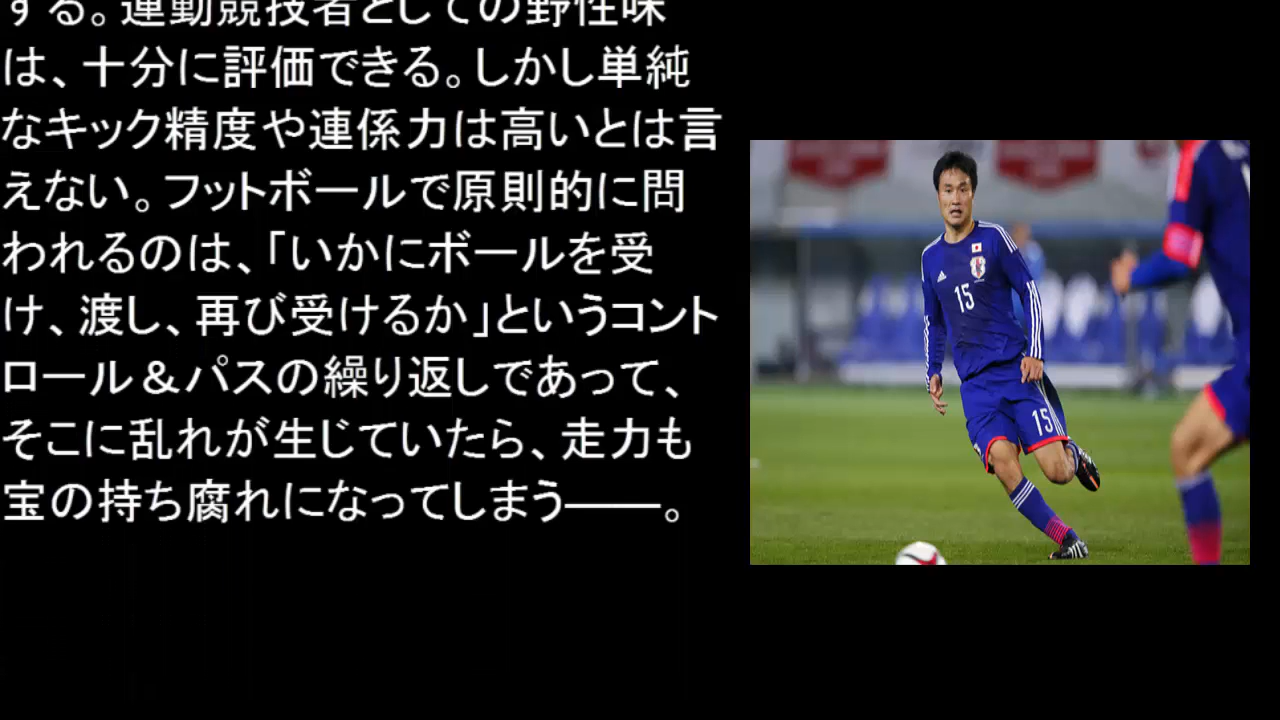 する。運動競技者としての野性味
は、十分に評価できる。しかし単純
なキック精度や連係力は高いとは言
えない。フットボールで原則的に問
われるのは、「いかにボールを受
け、渡し、再び受けるか」というコント
ロール＆パスの繰り返しであって、
そこに乱れが生じていたら、走力も
宝の持ち腐れになってしまう――。
15
15